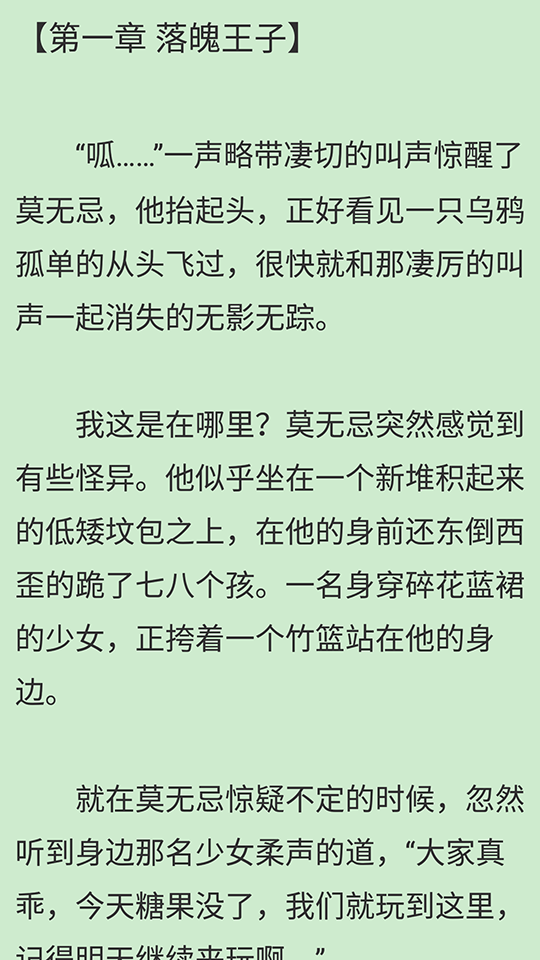 【第一章 落魄王子】
“呱……”一声略带凄切的叫声惊醒了
莫无忌，他抬起头，正好看见一只乌鸦
孤单的从头飞过，很快就和那凄厉的叫
声一起消失的无影无踪。
我这是在哪里？莫无忌突然感觉到
有些怪异。他似乎坐在一个新堆积起来
的低矮坟包之上，在他的身前还东倒西
歪的跪了七八个孩。一名身穿碎花蓝裙
的少女，正挎着一个竹篮站在他的身
边。
就在莫无忌惊疑不定的时候，忽然
听到身边那名少女柔声的道，“大家真
乖，今天糖果没了，我们就玩到这里，
记得明天继续来玩啊。”